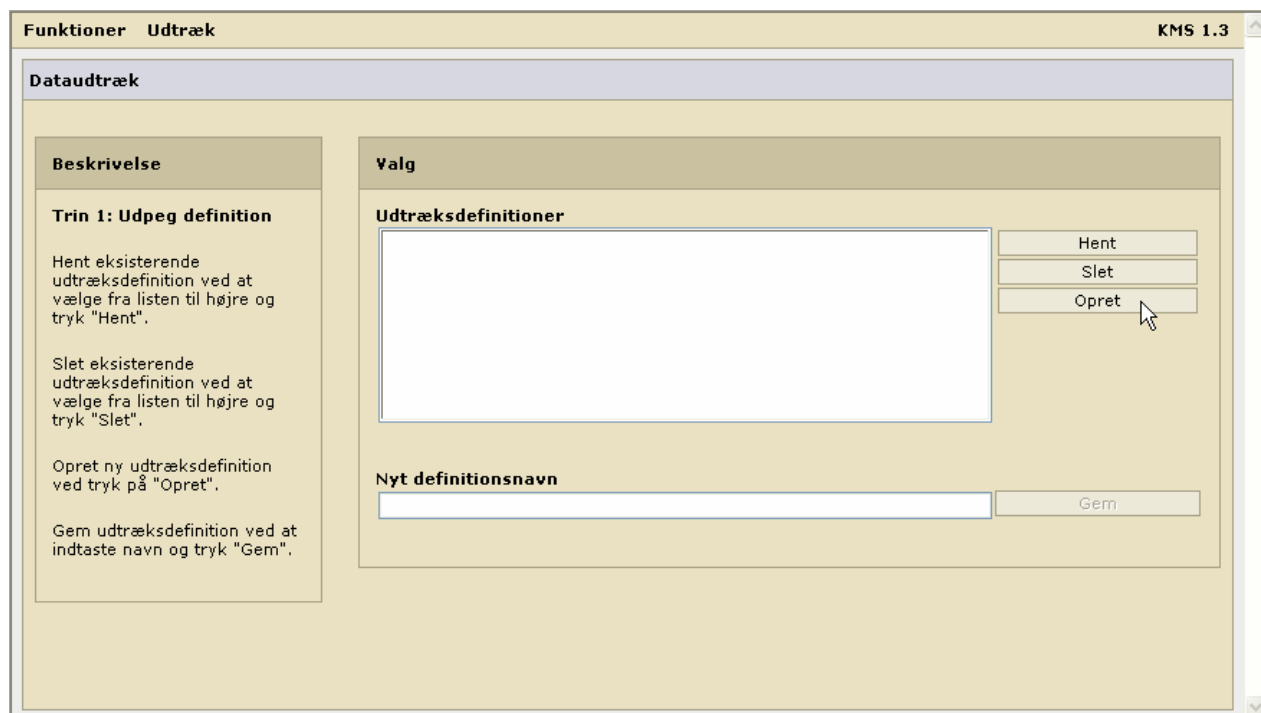 Funktioner Udtræk KMS 1.3
Dataudtræk
Beskrivelse
Trin 1: Udpeg definition
Hent eksisterende
udtræksdefinition ved at
vælge fra listen til højre og
tryk "Hent".
Slet eksisterende
udtræksdefinition ved at
vælge fra listen til højre og
tryk "Slet".
Opret ny udtræksdefinition
ved tryk på "Opret".
Gem udtræksdefinition ved at
indtaste navn og tryk "Gem".
Valg
Udtræksdefinitioner
Hent
Slet
Opret
Nyt definitionsnavn
Gem